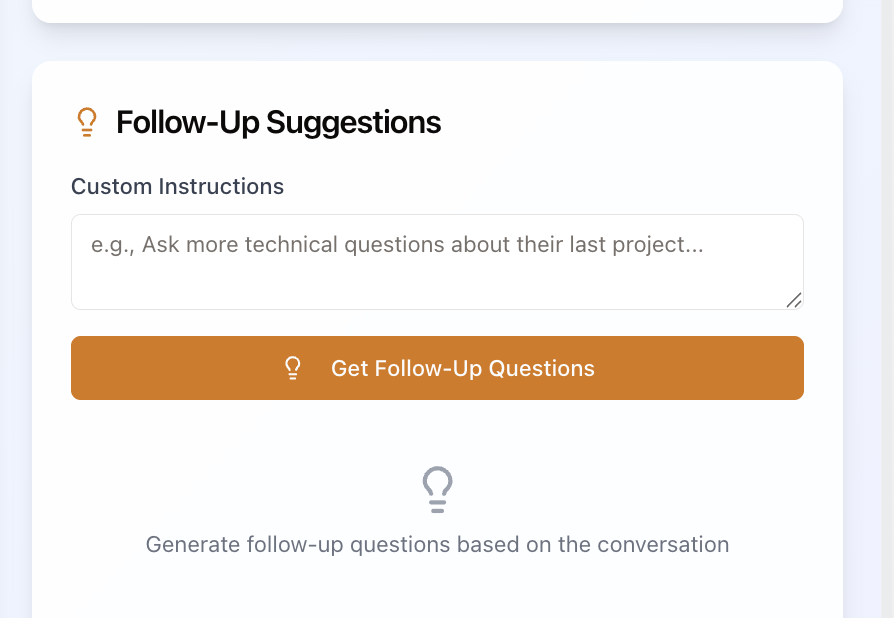 Follow-Up Suggestions
Custom Instructions
e.g., Ask more technical questions about their last project...
Get Follow-Up Questions
Generate follow-up questions based on the conversation